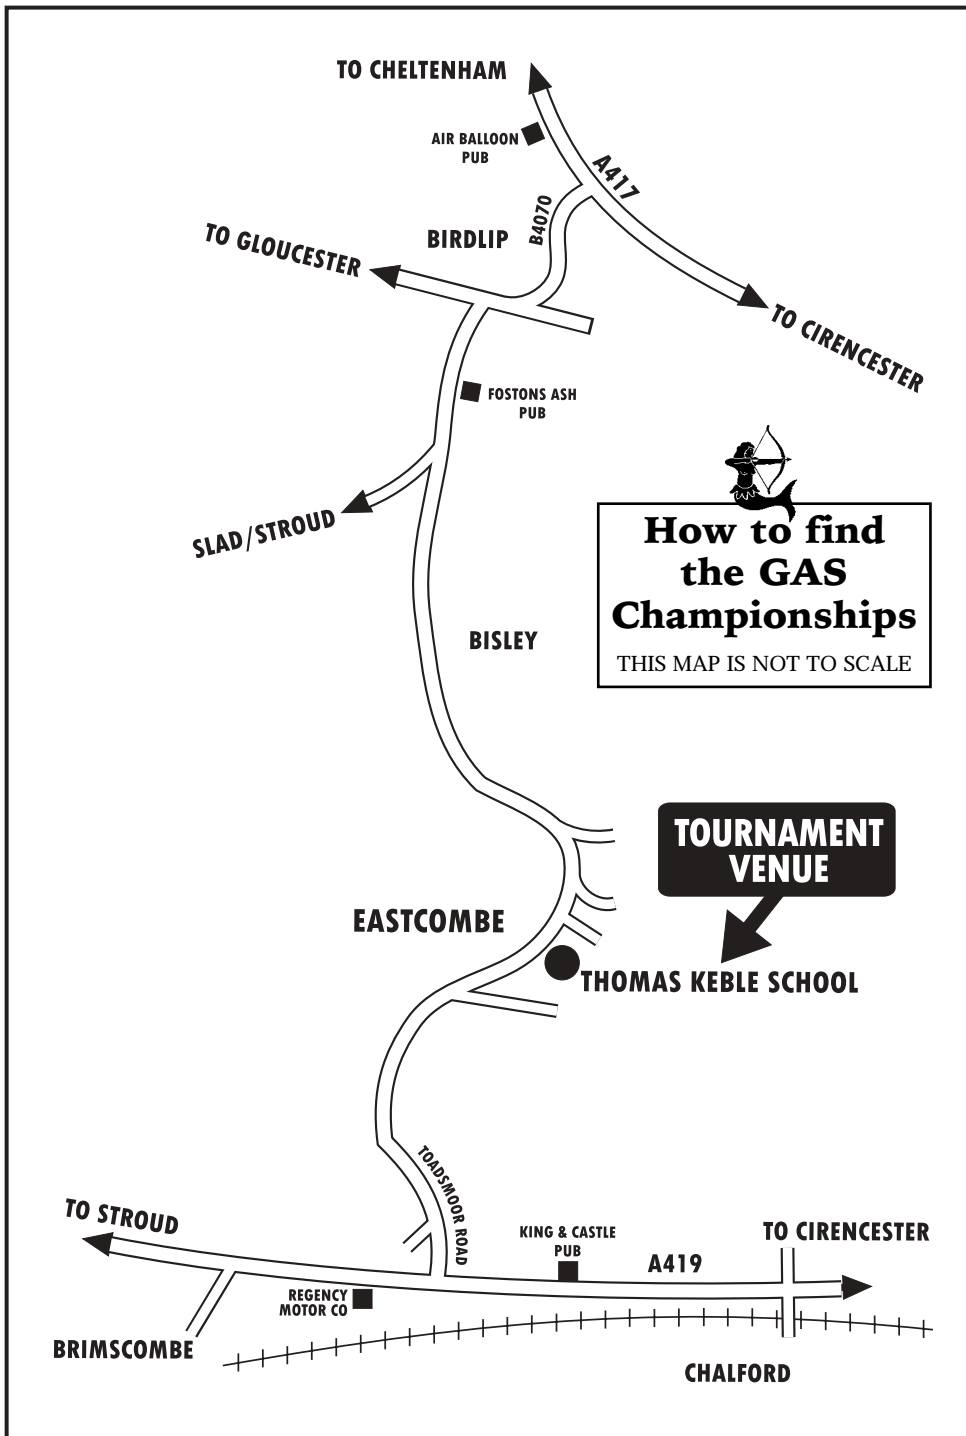 TO CHELTENHAM
AIR BALLOON
PUB
A417
B4070
TO GLOUCESTER
BIRDLIP
TO CIRENCESTER
FOSTONS ASH
PUB
SLAD/STROUD
How to find
the GAS
Championships
THIS MAP IS NOT TO SCALE
BISLEY
TOURNAMENT
VENUE
EASTCOMBE
THOMAS KEBLE SCHOOL
TOADSMOOR ROAD
TO STROUD
KING & CASTLE
PUB
TO CIRENCESTER
A419
REGENCY
MOTOR CO
BRIMSCOMBE
CHALFORD